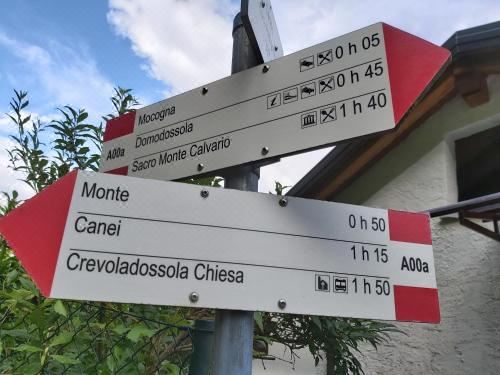 Mocogna 0 h 05
Domodossola 0 h 45
Sacro Monte Calvario 1 h 40
A00a
Monte 0 h 50
Canei 1 h 15
Crevoladossola Chiesa 1 h 50
A00a